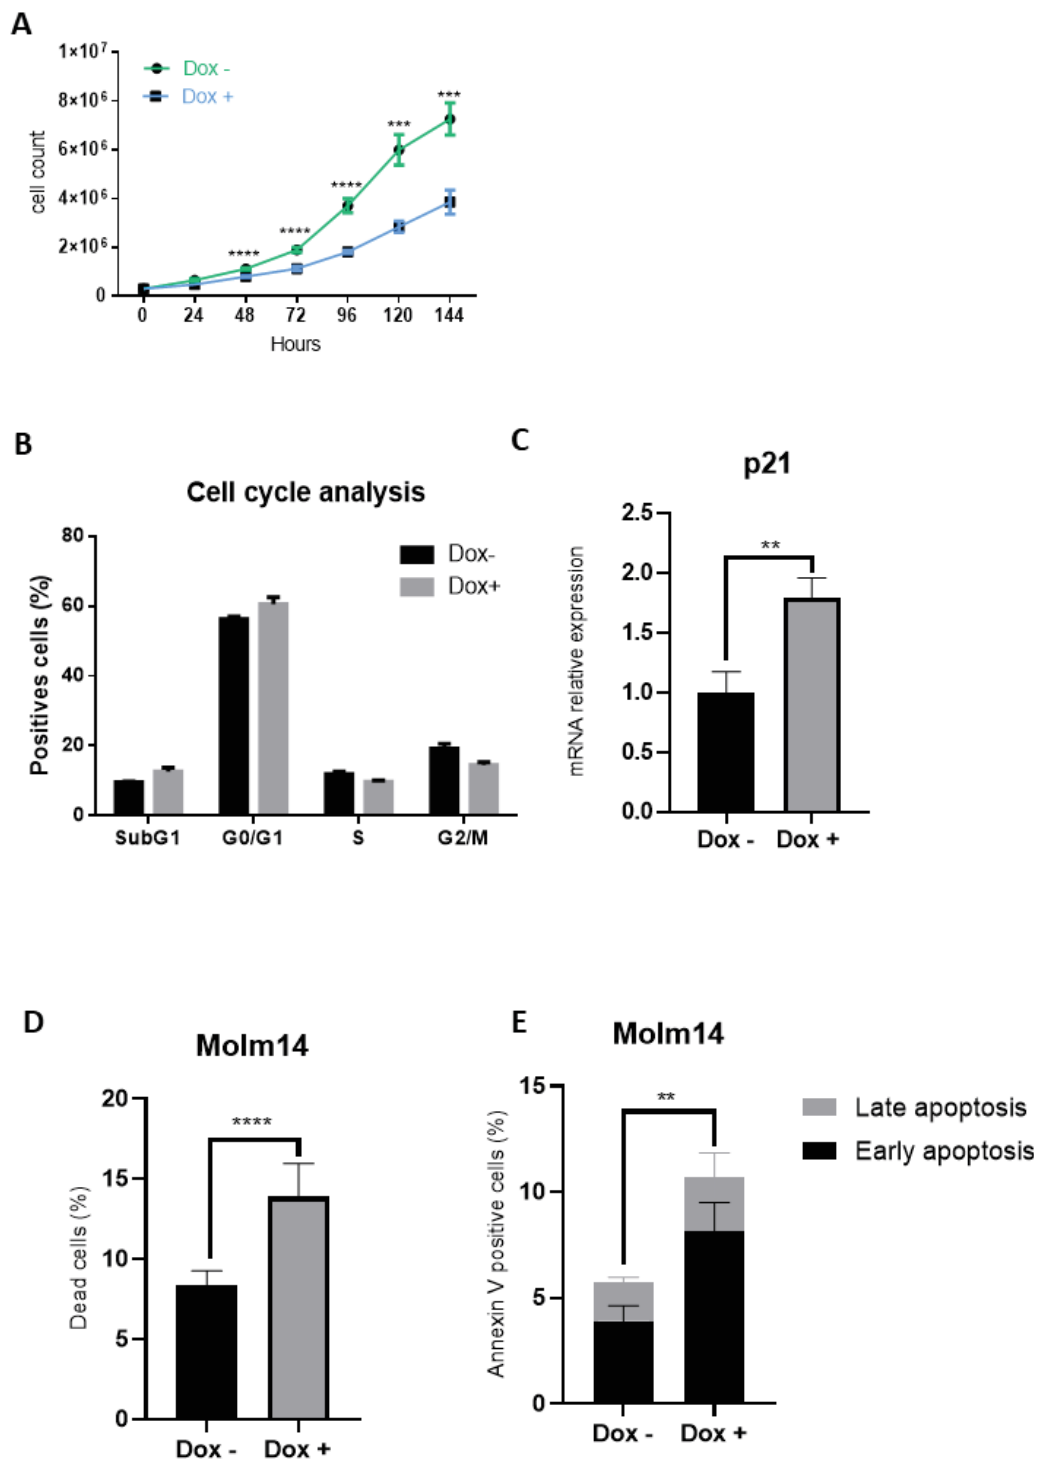 A
1×10⁷
8×10⁶
6×10⁶
4×10⁶
2×10⁶
0
cell count
Dox -
Dox +
****
****
****
***
***
0 24 48 72 96 120 144
Hours
B
Cell cycle analysis
Positives cells (%)
80
60
40
20
0
Dox-
Dox+
SubG1 G0/G1 S G2/M
C
p21
mRNA relative expression
2.5
2.0
1.5
1.0
0.5
0.0
**
Dox - Dox +
D
Molm14
Dead cells (%)
20
15
10
5
0
****
Dox - Dox +
E
Molm14
Annexin V positive cells (%)
15
10
5
0
**
Late apoptosis
Early apoptosis
Dox - Dox +